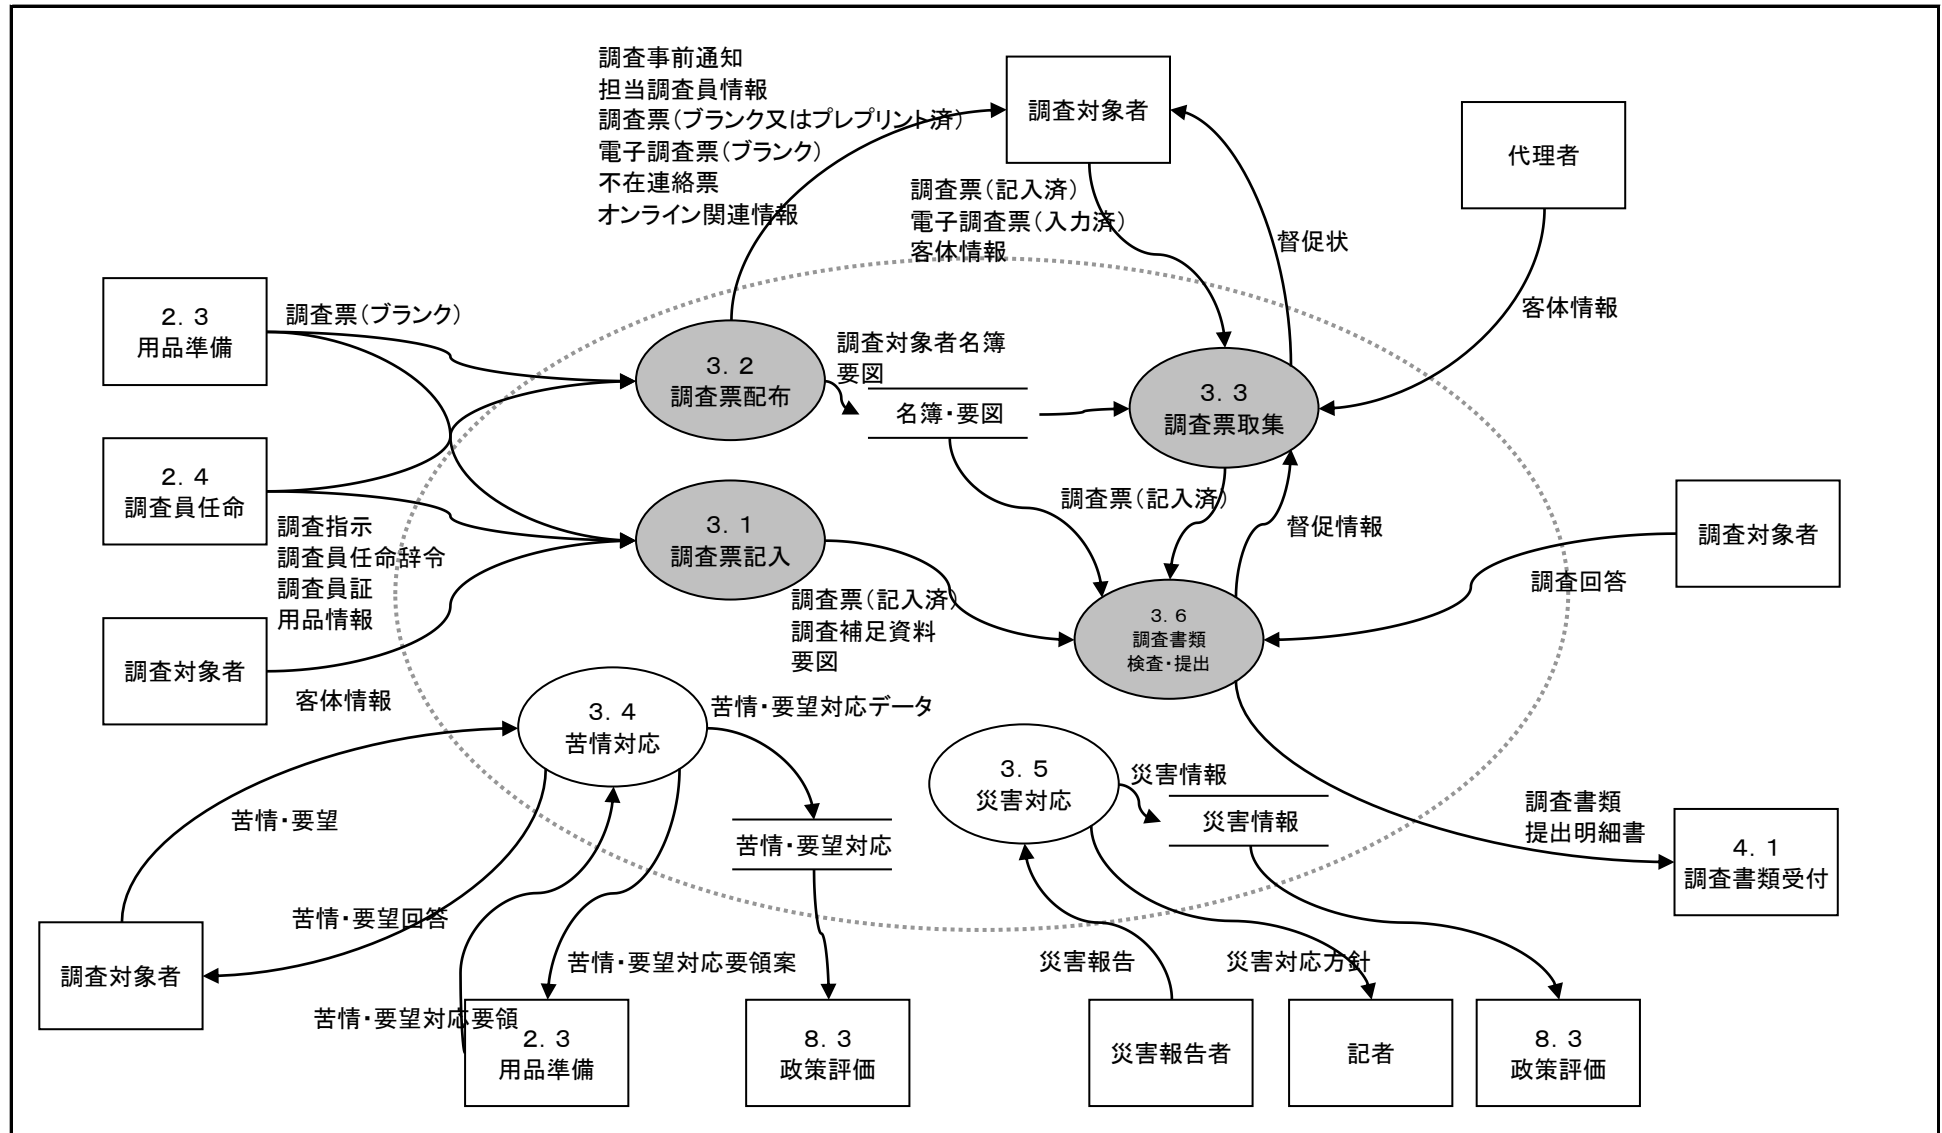 調査事前通知
担当調査員情報
調査票(ブランク又はプレプリント済)
電子調査票(ブランク)
不在連絡票
オンライン関連情報
調査対象者
代理者
調査票(記入済)
電子調査票(入力済)
客体情報
督促状
客体情報
2.3
用品準備
調査票(ブランク)
3.2
調査票配布
調査対象者名簿
要図
名簿・要図
3.3
調査票取集
2.4
調査員任命
調査指示
調査員任命辞令
調査員証
用品情報
3.1
調査票記入
調査票(記入済)
督促情報
調査対象者
調査回答
調査票(記入済)
調査補足資料
要図
3.6
調査書類
検査・提出
調査対象者
客体情報
3.4
苦情対応
苦情・要望対応データ
3.5
災害対応
災害情報
災害情報
苦情・要望
苦情・要望対応
調査書類
提出明細書
4.1
調査書類受付
苦情・要望回答
調査対象者
苦情・要望対応要領案
災害報告
災害対応方針
苦情・要望対応要領
2.3
用品準備
8.3
政策評価
災害報告者
記者
8.3
政策評価